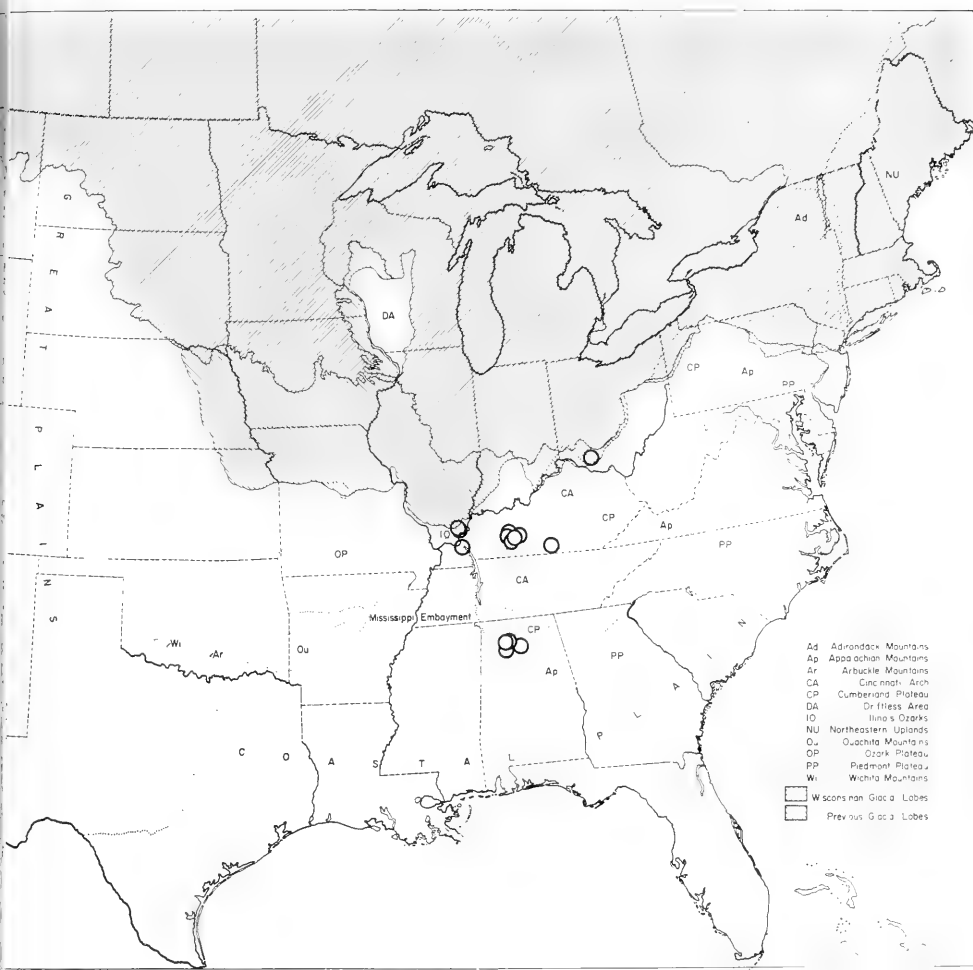 NU
Ad
GREAT PLAINS
DA
CP Ap PP
CA
CP
Ap
IO
PP
OP
CA
Mississippi Embayment
CP
Wi
Ar
Ou
PP
Ap
COASTAL PLAIN
Ad Adirondack Mountains
Ap Appalachian Mountains
Ar Arbuckle Mountains
CA Cincinnati Arch
CP Cumberland Plateau
DA Driftless Area
IO Illinois Ozarks
NU Northeastern Uplands
Ou Ouachita Mountains
OP Ozark Plateau
PP Piedmont Plateau
Wi Wichita Mountains
Wisconsinan Glacial Lobes
Previous Glacial Lobes